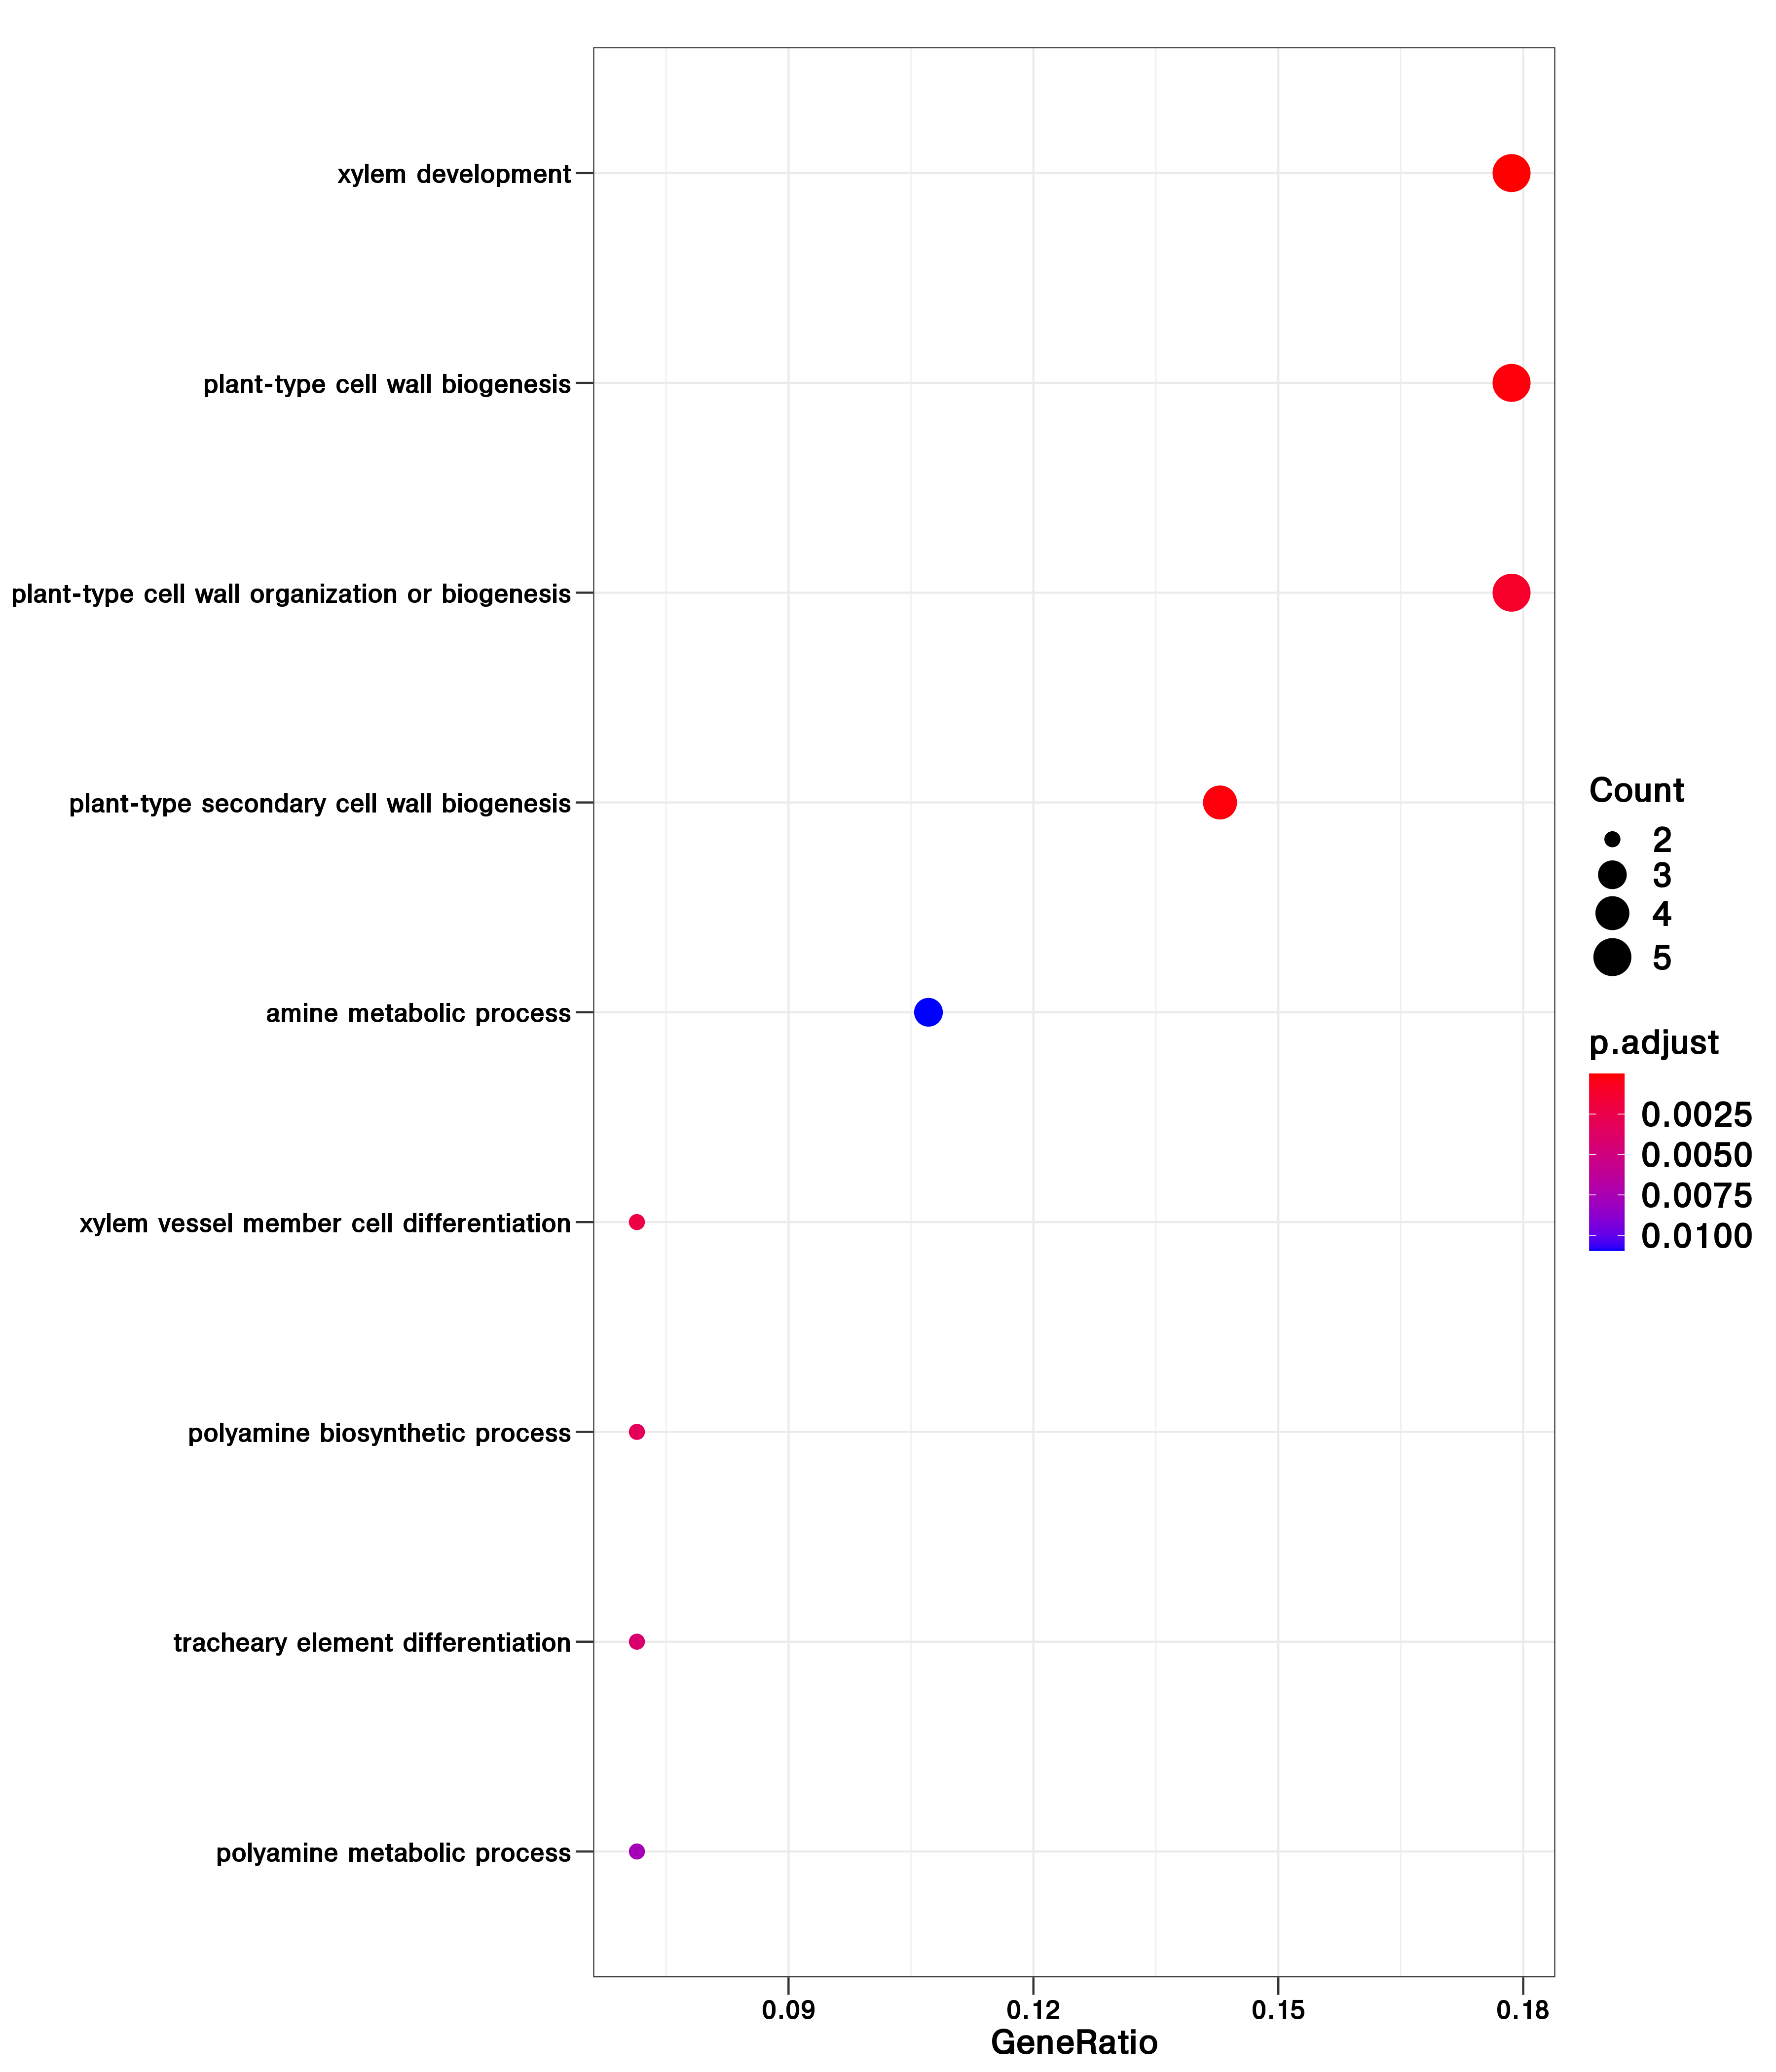 xylem development
plant-type cell wall biogenesis
plant-type cell wall organization or biogenesis
plant-type secondary cell wall biogenesis
amine metabolic process
xylem vessel member cell differentiation
polyamine biosynthetic process
tracheary element differentiation
polyamine metabolic process
0.09 0.12 0.15 0.18
GeneRatio
Count
2
3
4
5
p.adjust
0.0025
0.0050
0.0075
0.0100